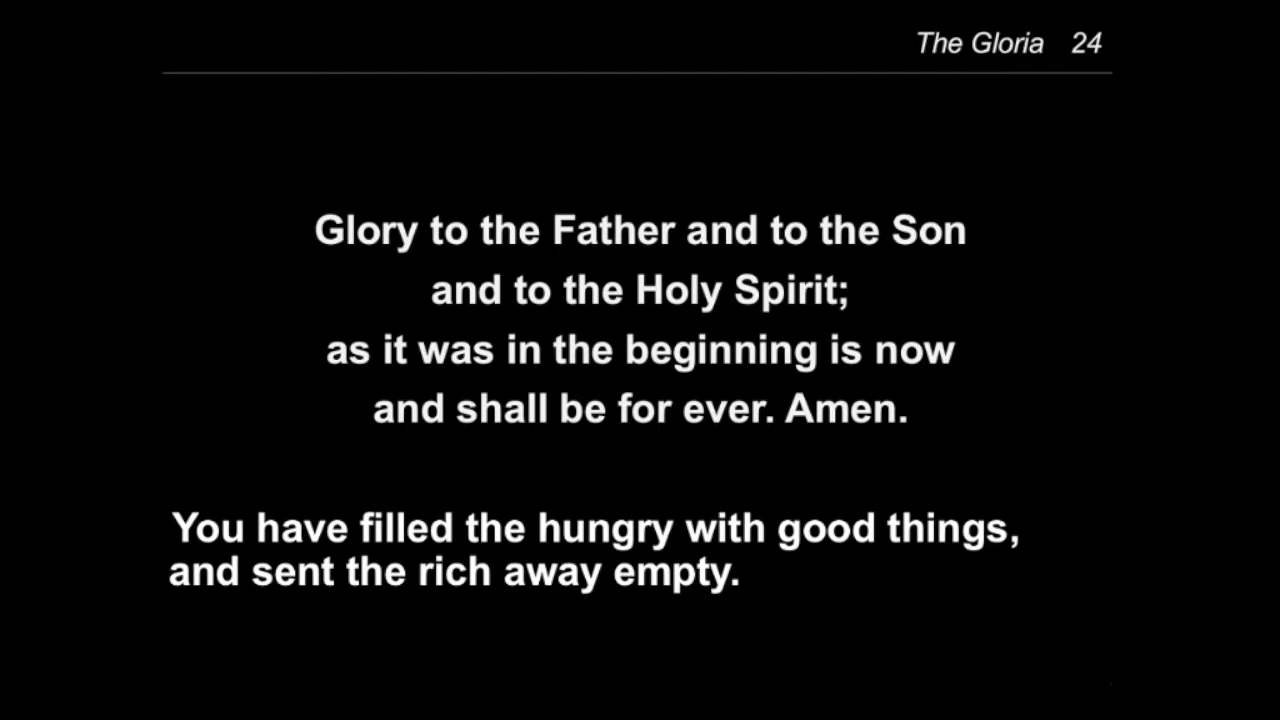 The Gloria 24
Glory to the Father and to the Son
and to the Holy Spirit;
as it was in the beginning is now
and shall be for ever. Amen.
You have filled the hungry with good things,
and sent the rich away empty.